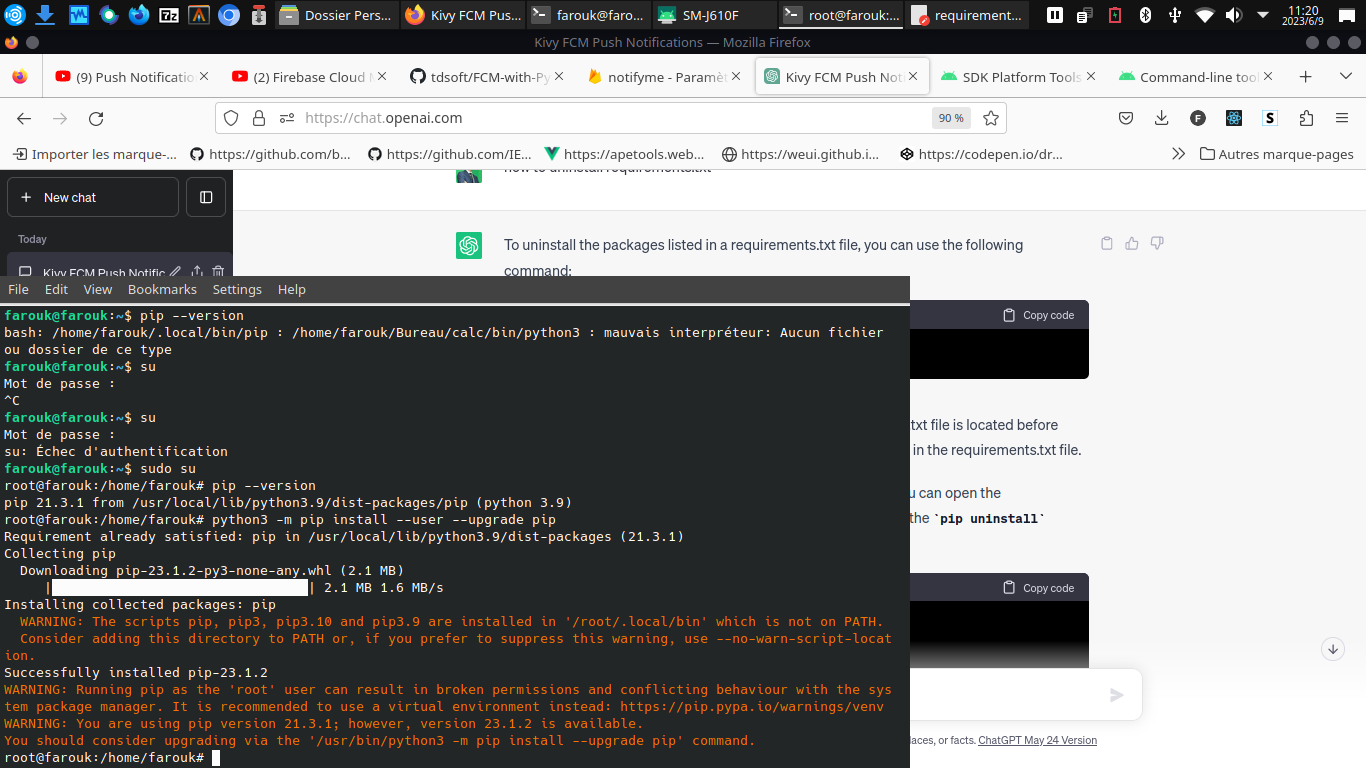 Dossier Pers...
Kivy FCM Pus...
farouk@faro...
SM-J610F
root@farouk:...
requirement...
11:20
2023/6/9
Kivy FCM Push Notifications — Mozilla Firefox
(9) Push Notificatio
(2) Firebase Cloud M
tdsoft/FCM-with-Py
notifyme - Paramèt
Kivy FCM Push Not
SDK Platform Tools
Command-line too
https://chat.openai.com
90 %
Importer les marque-...
https://github.com/b...
https://github.com/IE...
https://apetools.web...
https://weui.github.i...
https://codepen.io/dr...
Autres marque-pages
New chat
how to uninstall requirements.txt
Today
Kivy FCM Push Notific
To uninstall the packages listed in a requirements.txt file, you can use the following
command:
File Edit View Bookmarks Settings Help
Copy code
farouk@farouk:~$ pip --version
bash: /home/farouk/.local/bin/pip : /home/farouk/Bureau/calc/bin/python3 : mauvais interpréteur: Aucun fichier
ou dossier de ce type
farouk@farouk:~$ su
Mot de passe :
^C
farouk@farouk:~$ su
Mot de passe :
su: Échec d'authentification
farouk@farouk:~$ sudo su
root@farouk:/home/farouk# pip --version
pip 21.3.1 from /usr/local/lib/python3.9/dist-packages/pip (python 3.9)
root@farouk:/home/farouk# python3 -m pip install --user --upgrade pip
Requirement already satisfied: pip in /usr/local/lib/python3.9/dist-packages (21.3.1)
Collecting pip
Downloading pip-23.1.2-py3-none-any.whl (2.1 MB)
| | 2.1 MB 1.6 MB/s
Installing collected packages: pip
WARNING: The scripts pip, pip3, pip3.10 and pip3.9 are installed in '/root/.local/bin' which is not on PATH.
Consider adding this directory to PATH or, if you prefer to suppress this warning, use --no-warn-script-locat
ion.
Successfully installed pip-23.1.2
WARNING: Running pip as the 'root' user can result in broken permissions and conflicting behaviour with the sys
tem package manager. It is recommended to use a virtual environment instead: https://pip.pypa.io/warnings/venv
WARNING: You are using pip version 21.3.1; however, version 23.1.2 is available.
You should consider upgrading via the '/usr/bin/python3 -m pip install --upgrade pip' command.
root@farouk:/home/farouk#
txt file is located before
in the requirements.txt file.
u can open the
the `pip uninstall`
Copy code
laces, or facts. ChatGPT May 24 Version